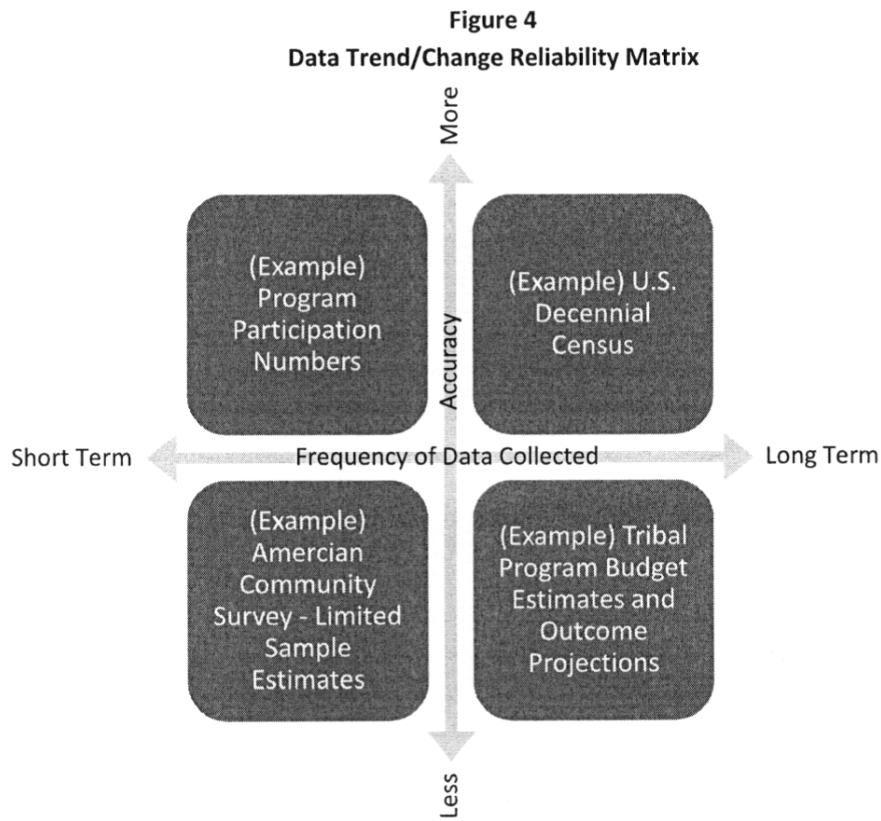 Figure 4
Data Trend/Change Reliability Matrix
More
(Example)
Program
Participation
Numbers
(Example) U.S.
Decennial
Census
Accuracy
Short Term
Frequency of Data Collected
Long Term
(Example)
Amercian
Community
Survey - Limited
Sample
Estimates
(Example) Tribal
Program Budget
Estimates and
Outcome
Projections
Less